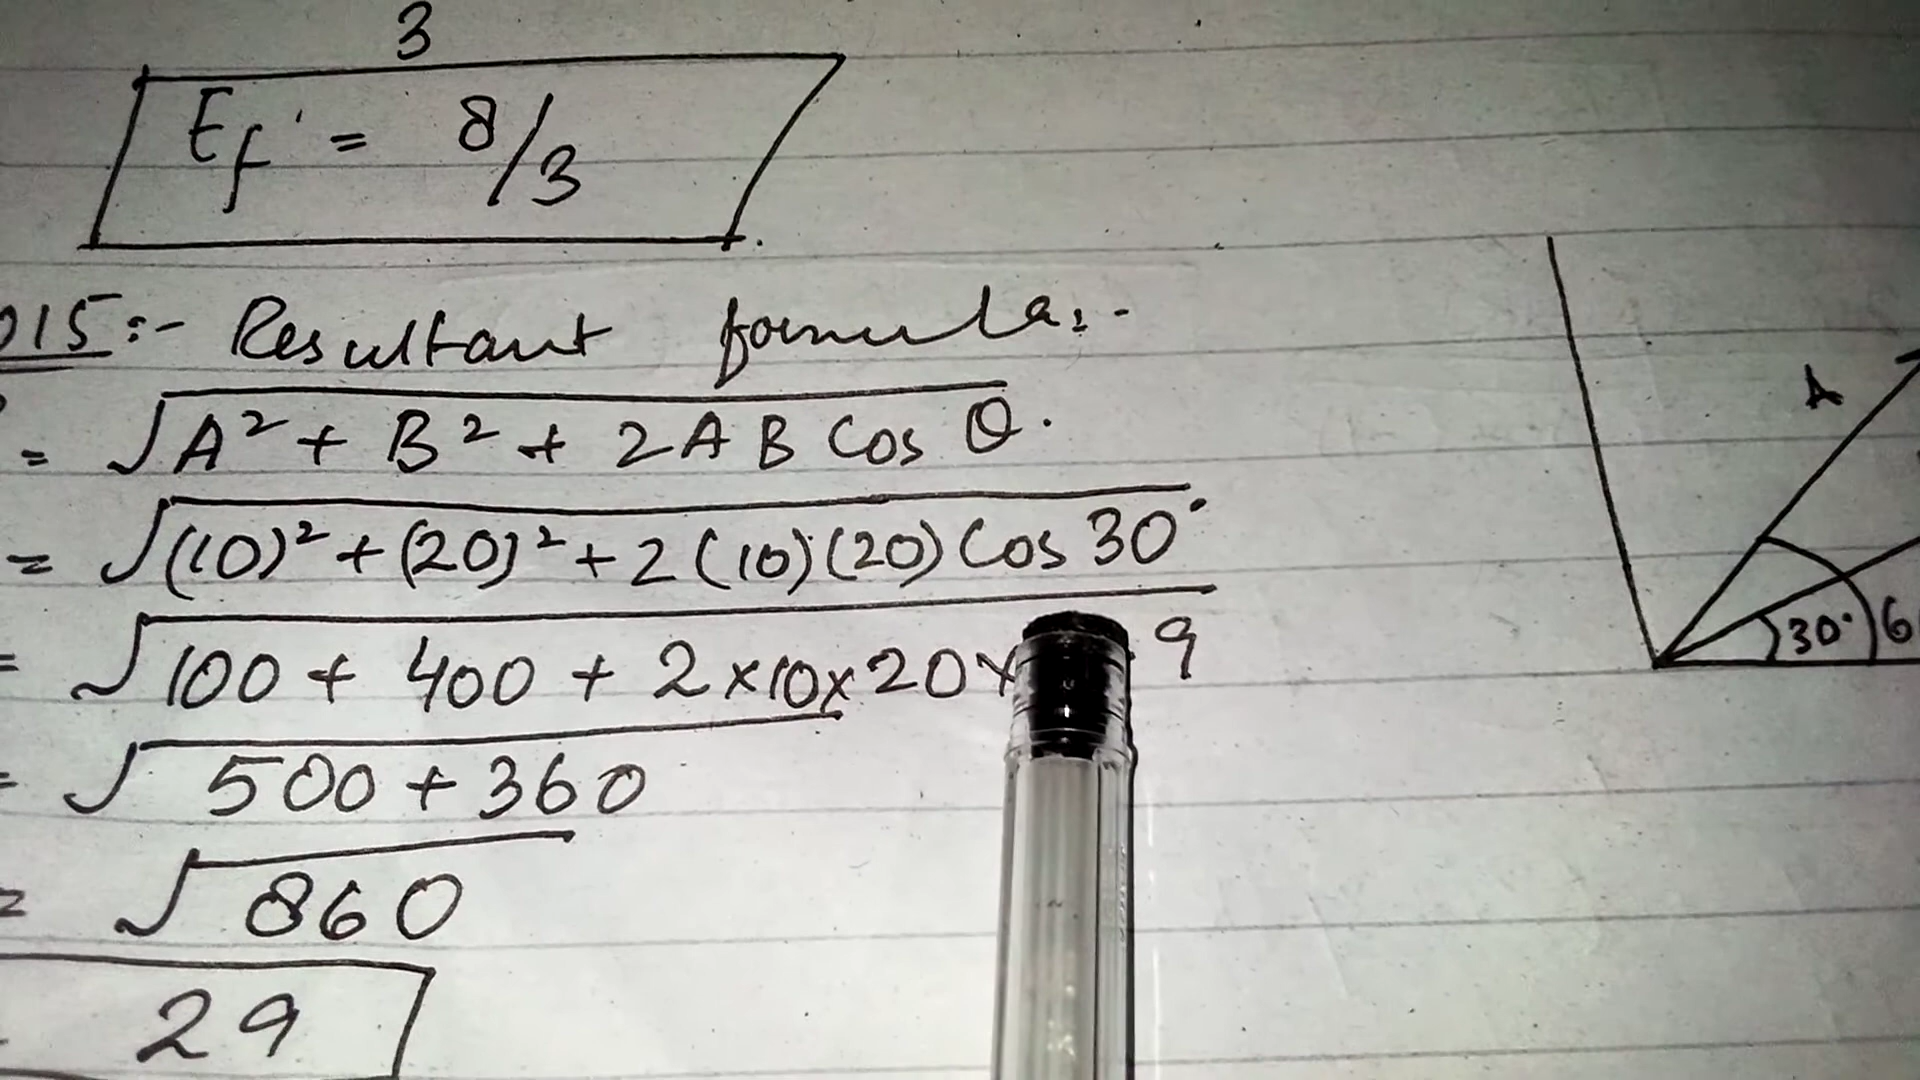 3
Ef' = 8/3
015:- Resultant formula:-
= √A² + B² + 2AB Cos θ.
= √(10)² + (20)² + 2(10)(20) Cos 30°
= √100 + 400 + 2×10×20× 9
= √500 + 360
= √860
29
A
30° 6